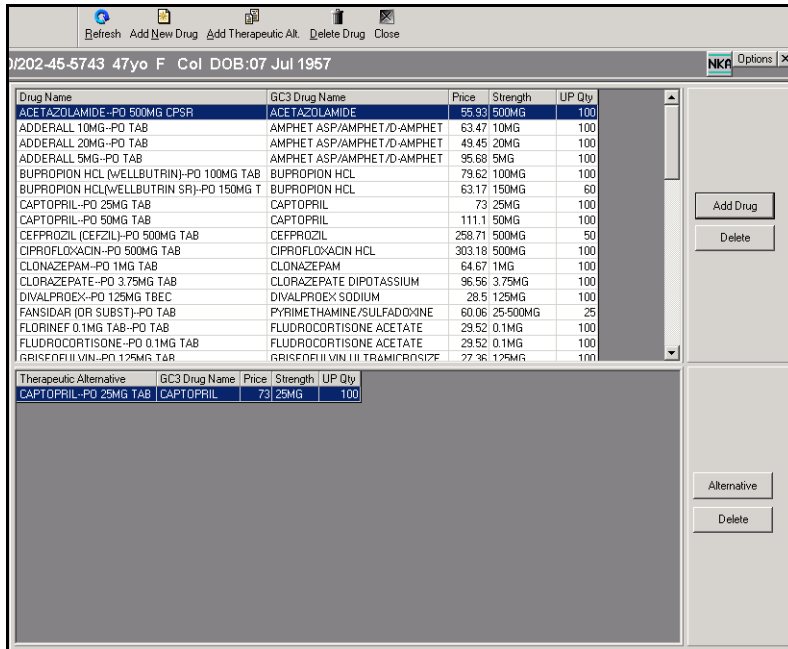 Refresh Add New Drug Add Therapeutic Alt. Delete Drug Close
0/202-45-5743 47yo F Col DOB:07 Jul 1957 NKA Options X
Drug Name GC3 Drug Name Price Strength UP Qty
ACETAZOLAMIDE--PO 500MG CPSR ACETAZOLAMIDE 55.93 500MG 100
ADDERALL 10MG--PO TAB AMPHET ASP/AMPHET/D-AMPHET 63.47 10MG 100
ADDERALL 20MG--PO TAB AMPHET ASP/AMPHET/D-AMPHET 49.45 20MG 100
ADDERALL 5MG--PO TAB AMPHET ASP/AMPHET/D-AMPHET 95.68 5MG 100
BUPROPION HCL (WELLBUTRIN)--PO 100MG TAB BUPROPION HCL 79.62 100MG 100
BUPROPION HCL(WELLBUTRIN SR)--PO 150MG T BUPROPION HCL 63.17 150MG 60
CAPTOPRIL--PO 25MG TAB CAPTOPRIL 73 25MG 100
Add Drug
CAPTOPRIL--PO 50MG TAB CAPTOPRIL 111.1 50MG 100
CEFPROZIL (CEFZIL)--PO 500MG TAB CEFPROZIL 258.71 500MG 50
Delete
CIPROFLOXACIN--PO 500MG TAB CIPROFLOXACIN HCL 303.18 500MG 100
CLONAZEPAM--PO 1MG TAB CLONAZEPAM 64.67 1MG 100
CLORAZEPATE--PO 3.75MG TAB CLORAZEPATE DIPOTASSIUM 96.56 3.75MG 100
DIVALPROEX--PO 125MG TBEC DIVALPROEX SODIUM 28.5 125MG 100
FANSIDAR (OR SUBST)--PO TAB PYRIMETHAMINE/SULFADOXINE 60.06 25-500MG 25
FLORINEF 0.1MG TAB--PO TAB FLUDROCORTISONE ACETATE 29.52 0.1MG 100
FLUDROCORTISONE--PO 0.1MG TAB FLUDROCORTISONE ACETATE 29.52 0.1MG 100
GRISEOFULVIN--PO 125MG TAB GRISEOFULVIN ULTRAMICROSIZE 27.36 125MG 100
Therapeutic Alternative GC3 Drug Name Price Strength UP Qty
CAPTOPRIL--PO 25MG TAB CAPTOPRIL 73 25MG 100
Alternative
Delete